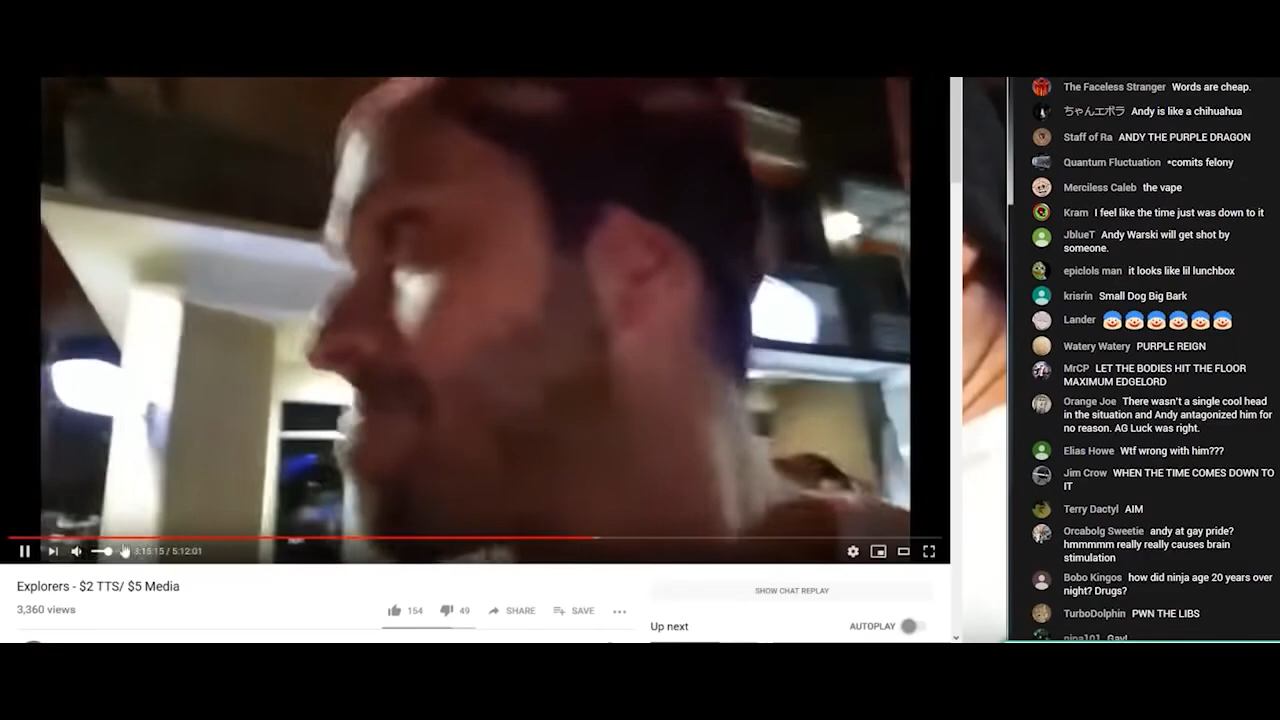 The Faceless Stranger Words are cheap.
ちゃんエボラ Andy is like a chihuahua
Staff of Ra ANDY THE PURPLE DRAGON
Quantum Fluctuation •comits felony
Merciless Caleb the vape
Kram I feel like the time just was down to it
JblueT Andy Warski will get shot by
someone.
epiclols man it looks like lil lunchbox
krisrin Small Dog Big Bark
Lander
Watery Watery PURPLE REIGN
MrCP LET THE BODIES HIT THE FLOOR
MAXIMUM EDGELORD
Orange Joe There wasn't a single cool head
in the situation and Andy antagonized him for
no reason. AG Luck was right.
Elias Howe Wtf wrong with him???
Jim Crow WHEN THE TIME COMES DOWN TO
IT
Terry Dactyl AIM
Orcabolg Sweetie andy at gay pride?
hmmmmm really really causes brain
stimulation
Bobo Kingos how did ninja age 20 years over
night? Drugs?
TurboDolphin PWN THE LIBS
nina101 Gay!
3:15:15 / 5:12:01
Explorers - $2 TTS/ $5 Media
3,360 views
154 49 SHARE SAVE
SHOW CHAT REPLAY
Up next AUTOPLAY